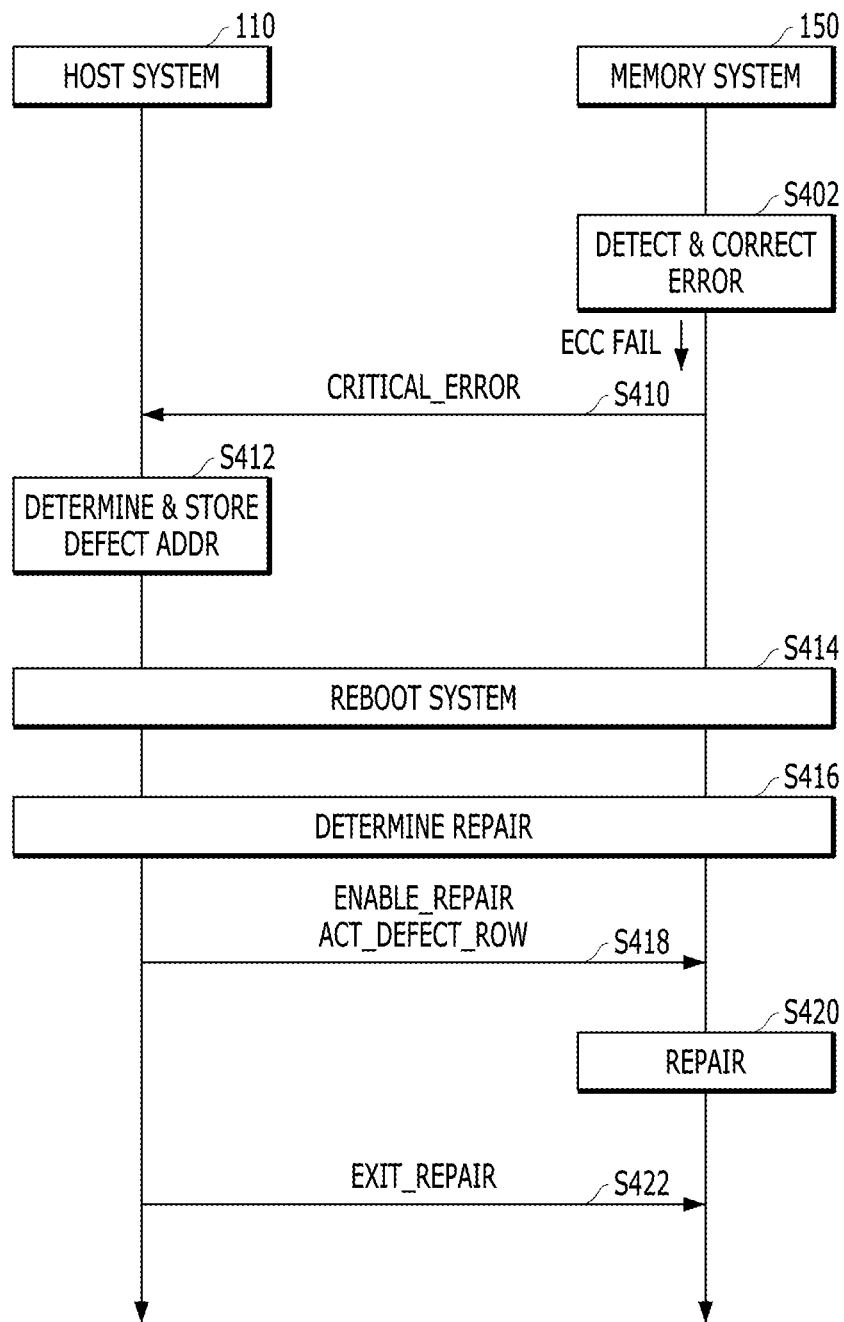 110
150
HOST SYSTEM
MEMORY SYSTEM
S402
DETECT & CORRECT
ERROR
ECC FAIL
CRITICAL_ERROR
S410
S412
DETERMINE & STORE
DEFECT ADDR
S414
REBOOT SYSTEM
S416
DETERMINE REPAIR
ENABLE_REPAIR
ACT_DEFECT_ROW
S418
S420
REPAIR
EXIT_REPAIR
S422